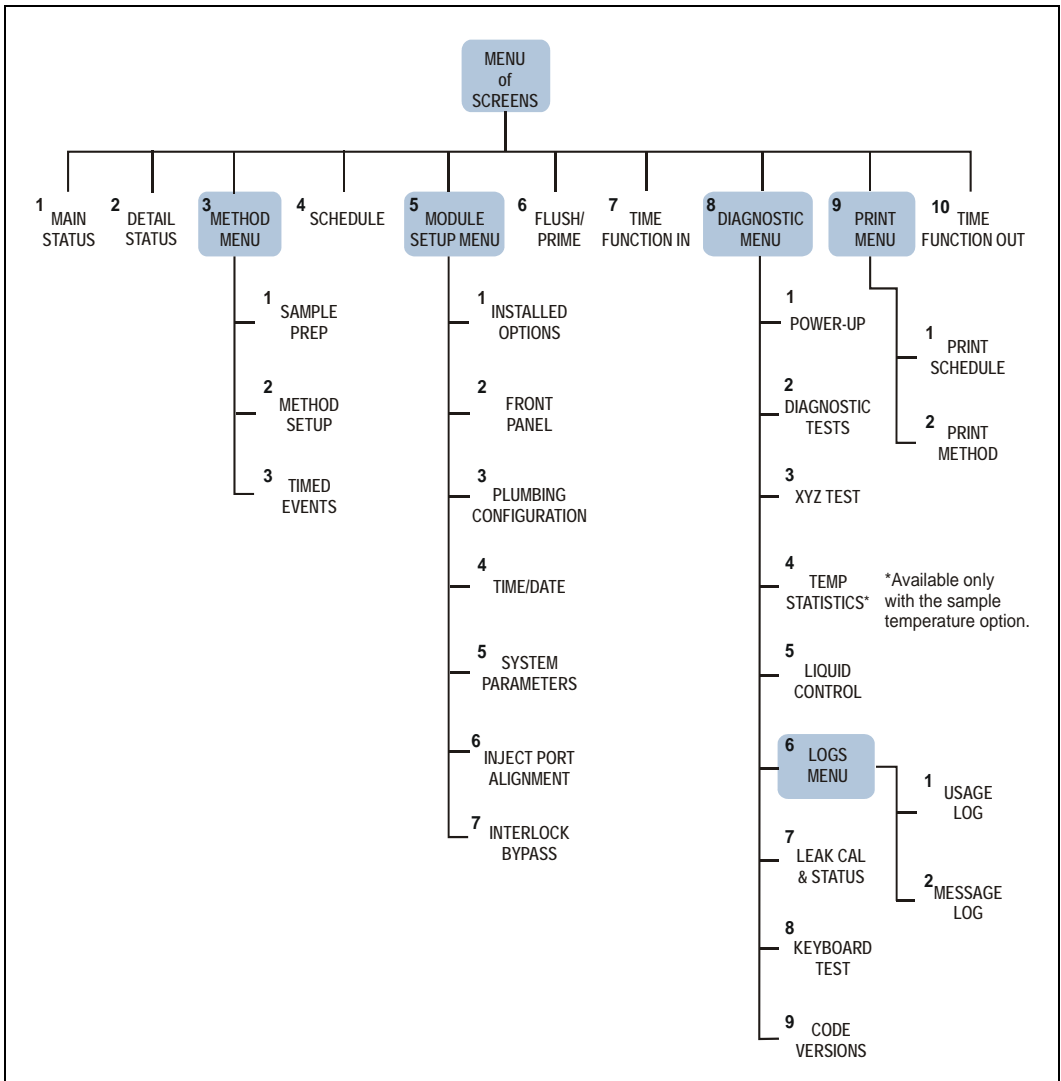 MENU
of
SCREENS
1 MAIN
STATUS
2 DETAIL
STATUS
3 METHOD
MENU
4 SCHEDULE
5 MODULE
SETUP MENU
6 FLUSH/
PRIME
7 TIME
FUNCTION IN
8 DIAGNOSTIC
MENU
9 PRINT
MENU
10 TIME
FUNCTION OUT
1 SAMPLE
PREP
2 METHOD
SETUP
3 TIMED
EVENTS
1 INSTALLED
OPTIONS
2 FRONT
PANEL
3 PLUMBING
CONFIGURATION
4 TIME/DATE
5 SYSTEM
PARAMETERS
6 INJECT PORT
ALIGNMENT
7 INTERLOCK
BYPASS
1 POWER-UP
2 DIAGNOSTIC
TESTS
3 XYZ TEST
4 TEMP
STATISTICS*
*Available only
with the sample
temperature option.
5 LIQUID
CONTROL
6 LOGS
MENU
7 LEAK CAL
& STATUS
8 KEYBOARD
TEST
9 CODE
VERSIONS
1 USAGE
LOG
2 MESSAGE
LOG
1 PRINT
SCHEDULE
2 PRINT
METHOD